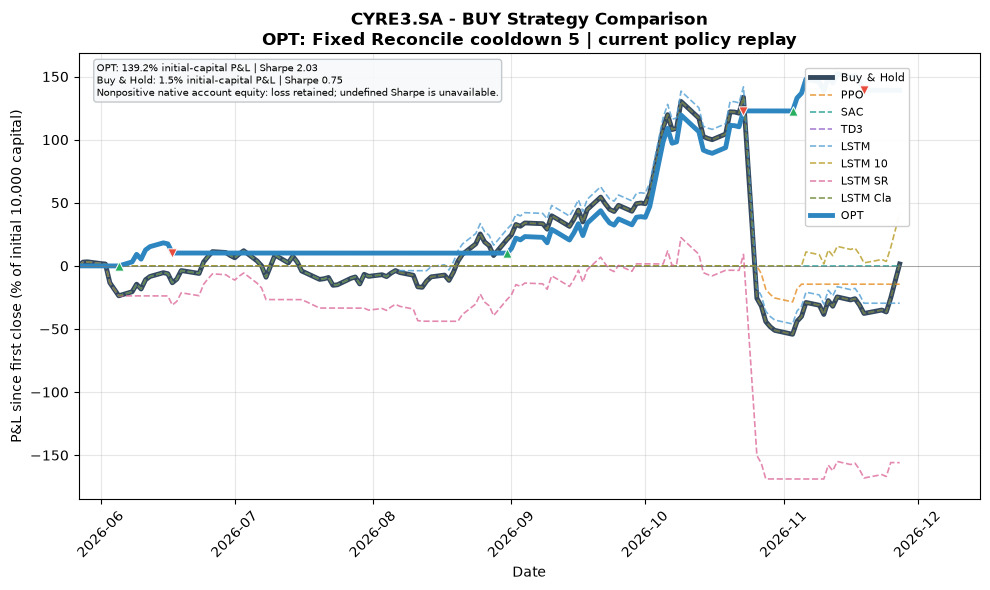 CYRE3.SA - BUY Strategy Comparison
OPT: Fixed Reconcile cooldown 5 | current policy replay
OPT: 139.2% initial-capital P&L | Sharpe 2.03
Buy & Hold: 1.5% initial-capital P&L | Sharpe 0.75
Nonpositive native account equity: loss retained; undefined Sharpe is unavailable.
Buy & Hold
PPO
SAC
TD3
LSTM
LSTM 10
LSTM SR
LSTM Cla
OPT
P&L since first close (% of initial 10,000 capital)
150
100
50
0
−50
−100
−150
2026-06
2026-07
2026-08
2026-09
2026-10
2026-11
2026-12
Date